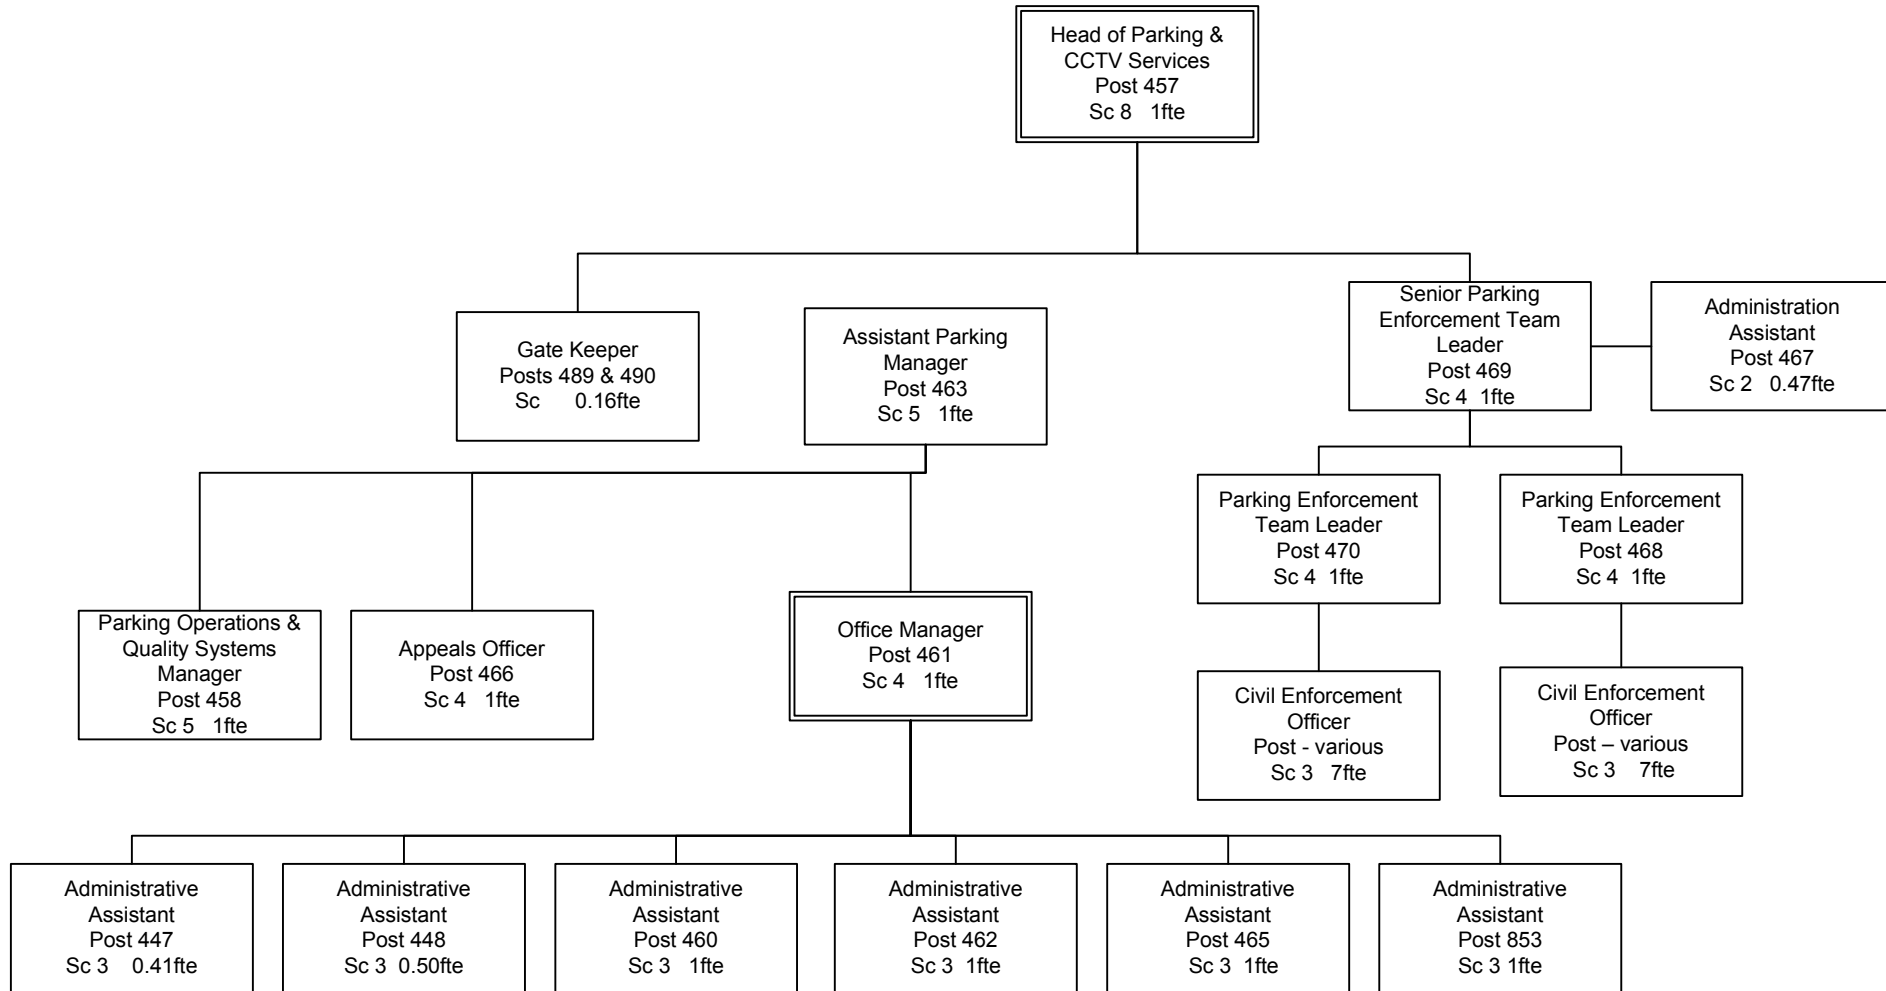 Head of Parking &
CCTV Services
Post 457
Sc 8 1fte
Gate Keeper
Posts 489 & 490
Sc 0.16fte
Assistant Parking
Manager
Post 463
Sc 5 1fte
Senior Parking
Enforcement Team
Leader
Post 469
Sc 4 1fte
Administration
Assistant
Post 467
Sc 2 0.47fte
Parking Enforcement
Team Leader
Post 470
Sc 4 1fte
Parking Enforcement
Team Leader
Post 468
Sc 4 1fte
Parking Operations &
Quality Systems
Manager
Post 458
Sc 5 1fte
Appeals Officer
Post 466
Sc 4 1fte
Office Manager
Post 461
Sc 4 1fte
Civil Enforcement
Officer
Post - various
Sc 3 7fte
Civil Enforcement
Officer
Post – various
Sc 3 7fte
Administrative
Assistant
Post 447
Sc 3 0.41fte
Administrative
Assistant
Post 448
Sc 3 0.50fte
Administrative
Assistant
Post 460
Sc 3 1fte
Administrative
Assistant
Post 462
Sc 3 1fte
Administrative
Assistant
Post 465
Sc 3 1fte
Administrative
Assistant
Post 853
Sc 3 1fte